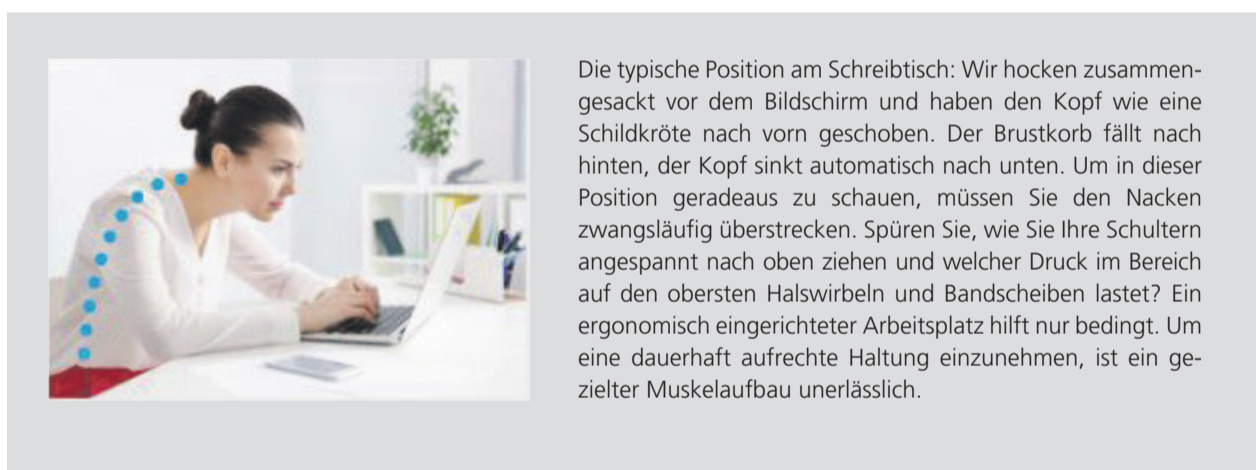 Die typische Position am Schreibtisch: Wir hocken zusammen-
gesackt vor dem Bildschirm und haben den Kopf wie eine
Schildkröte nach vorn geschoben. Der Brustkorb fällt nach
hinten, der Kopf sinkt automatisch nach unten. Um in dieser
Position geradeaus zu schauen, müssen Sie den Nacken
zwangsläufig überstrecken. Spüren Sie, wie Sie Ihre Schultern
angespannt nach oben ziehen und welcher Druck im Bereich
auf den obersten Halswirbeln und Bandscheiben lastet? Ein
ergonomisch eingerichteter Arbeitsplatz hilft nur bedingt. Um
eine dauerhaft aufrechte Haltung einzunehmen, ist ein ge-
zielter Muskelaufbau unerlässlich.